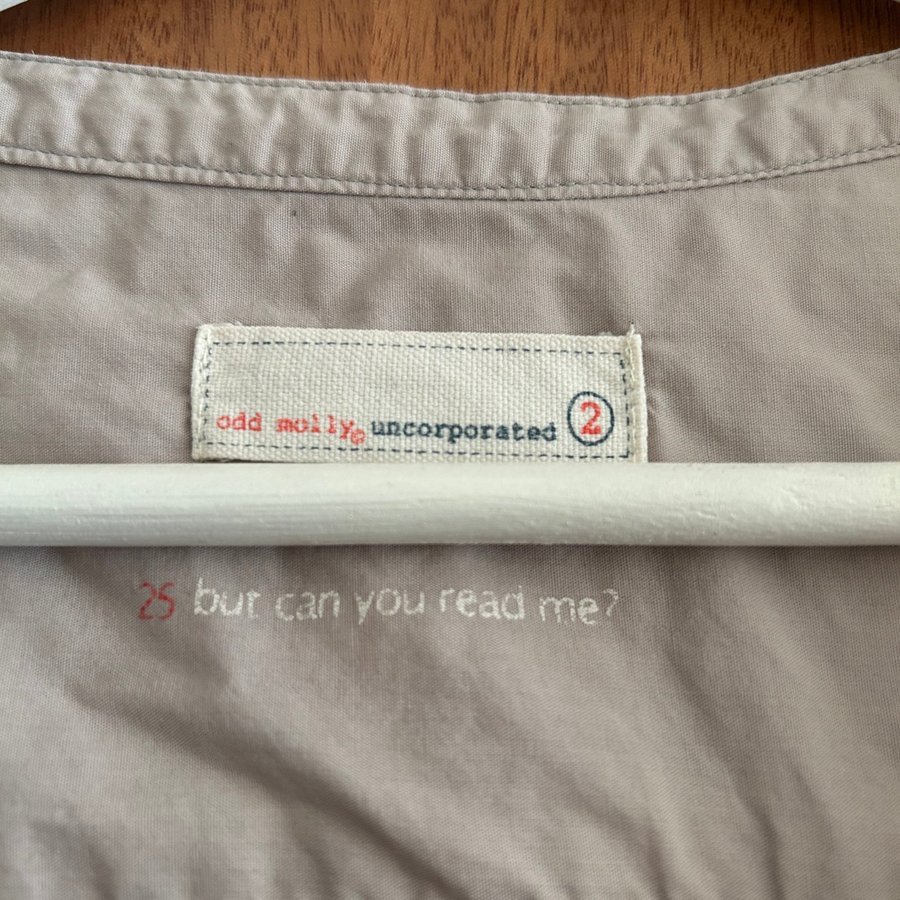 odd molly© uncorporated 2
25 but can you read me?